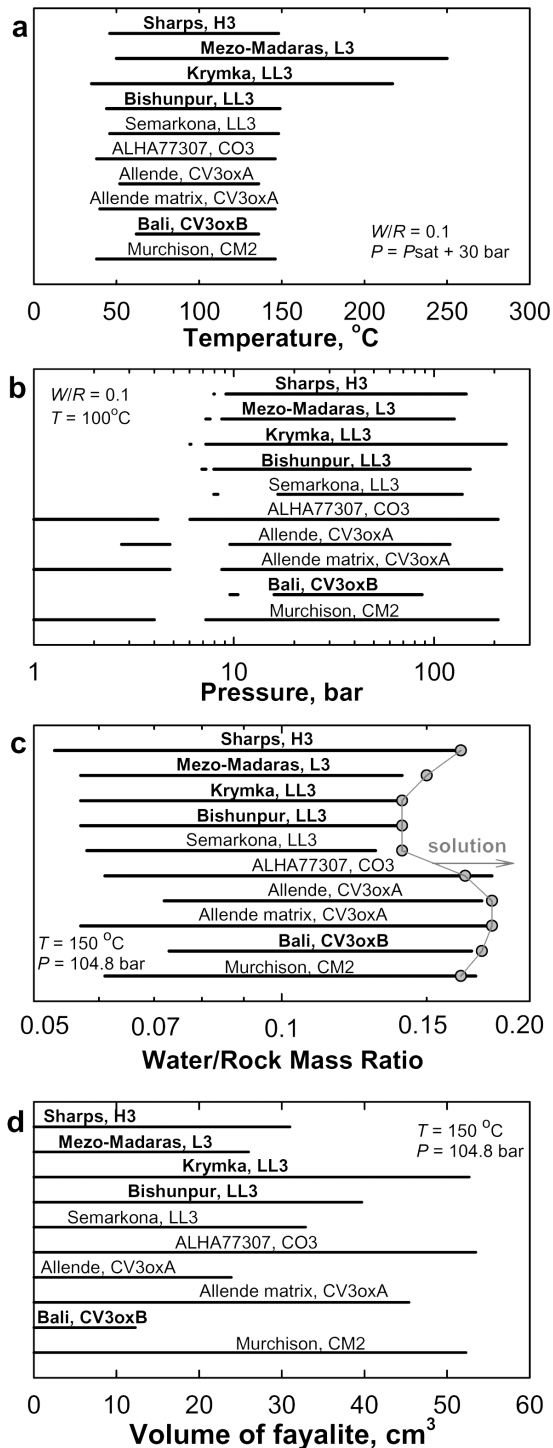 a
Sharps, H3
Mezo-Madaras, L3
Krymka, LL3
Bishunpur, LL3
Semarkona, LL3
ALHA77307, CO3
Allende, CV3oxA
Allende matrix, CV3oxA
Bali, CV3oxB
Murchison, CM2
W/R = 0.1
P = Psat + 30 bar
0 50 100 150 200 250 300
Temperature, °C
b
W/R = 0.1
T = 100°C
Sharps, H3
Mezo-Madaras, L3
Krymka, LL3
Bishunpur, LL3
Semarkona, LL3
ALHA77307, CO3
Allende, CV3oxA
Allende matrix, CV3oxA
Bali, CV3oxB
Murchison, CM2
1 10 100
Pressure, bar
c
Sharps, H3
Mezo-Madaras, L3
Krymka, LL3
Bishunpur, LL3
Semarkona, LL3
solution
ALHA77307, CO3
Allende, CV3oxA
Allende matrix, CV3oxA
Bali, CV3oxB
Murchison, CM2
T = 150 °C
P = 104.8 bar
0.05 0.07 0.1 0.15 0.20
Water/Rock Mass Ratio
d
Sharps, H3
Mezo-Madaras, L3
Krymka, LL3
Bishunpur, LL3
Semarkona, LL3
ALHA77307, CO3
Allende, CV3oxA
Allende matrix, CV3oxA
Bali, CV3oxB
Murchison, CM2
T = 150 °C
P = 104.8 bar
0 10 20 30 40 50 60
Volume of fayalite, cm³